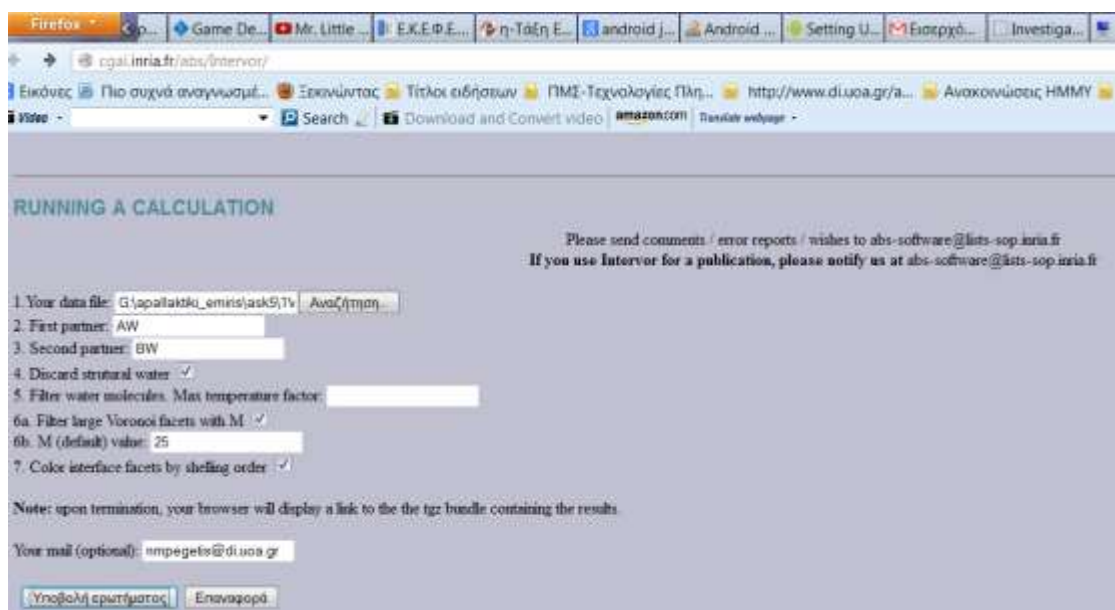 Firefox
Game De... Mr. Little ... Ε.Κ.Ε.Φ.Ε... η-Τάξη Ε... android j... Android ... Setting U... Εισερχό... Investiga...
cgal.inria.fr/abs/Intervor/
Εικόνες Πιο συχνά αναγνωσμέ... Ξεκινώντας Τίτλοι ειδήσεων ΠΜΣ-Τεχνολογίες Πλη... http://www.di.uoa.gr/a... Ανακοινώσεις ΗΜΜΥ
Video Search Download and Convert video amazon.com Translate webpage
RUNNING A CALCULATION
Please send comments / error reports / wishes to abs-software@lists-sop.inria.fr
If you use Intervor for a publication, please notify us at abs-software@lists-sop.inria.fr
1. Your data file: G:\apallaktiki_emiris\ask5\ Αναζήτηση...
2. First partner: AW
3. Second partner: BW
4. Discard strutural water
5. Filter water molecules. Max temperature factor:
6a. Filter large Voronoi facets with M
6b. M (default) value: 25
7. Color interface facets by shelling order
Note: upon termination, your browser will display a link to the the tgz bundle containing the results.
Your mail (optional): nmpegetis@di.uoa.gr
Υποβολή ερωτήματος Επαναφορά